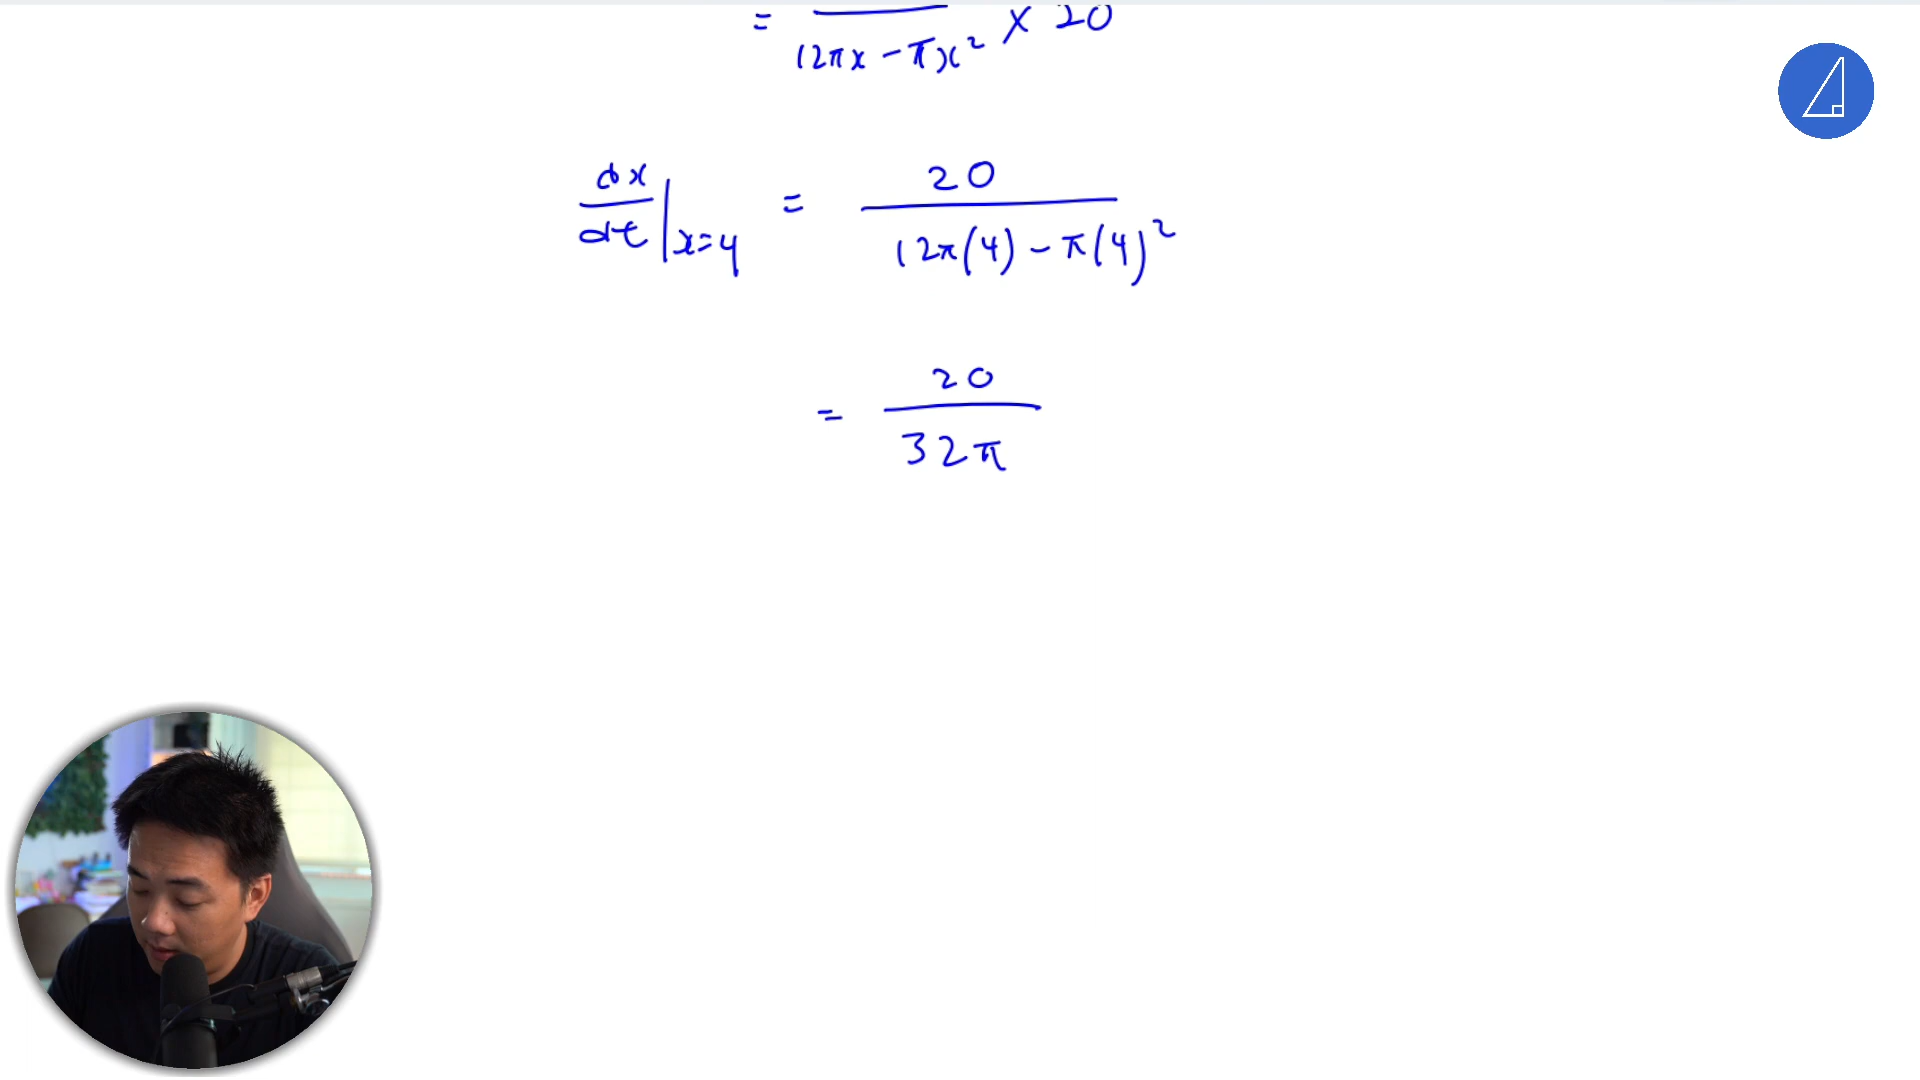 = ――― × 20
12πx − πx²
dx/dt |x=4 = 20 / (12π(4) − π(4)²)
= 20 / 32π